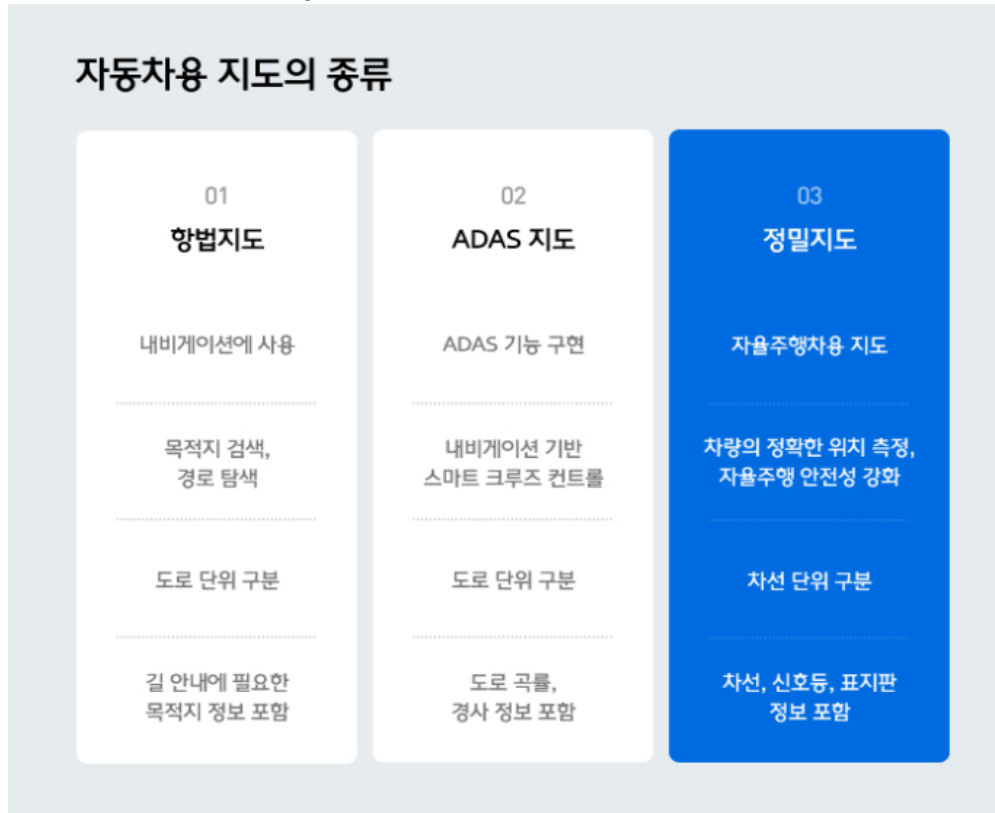 자동차용 지도의 종류
01
항법지도
내비게이션에 사용
목적지 검색,
경로 탐색
도로 단위 구분
길 안내에 필요한
목적지 정보 포함
02
ADAS 지도
ADAS 기능 구현
내비게이션 기반
스마트 크루즈 컨트롤
도로 단위 구분
도로 곡률,
경사 정보 포함
03
정밀지도
자율주행차용 지도
차량의 정확한 위치 측정,
자율주행 안전성 강화
차선 단위 구분
차선, 신호등, 표지판
정보 포함